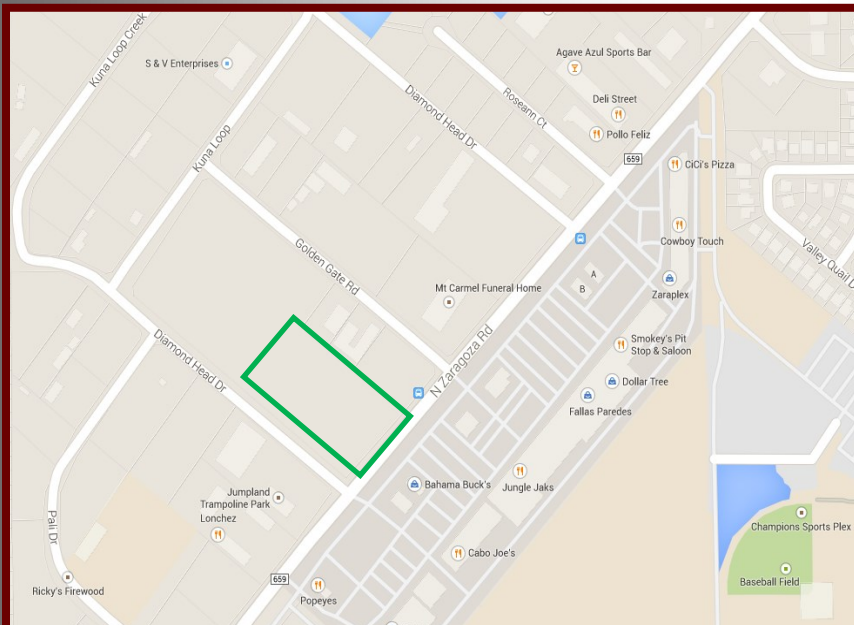 Kuna Loop Creek
S & V Enterprises
Agave Azul Sports Bar
Diamond Head Dr
Roseann Ct
Deli Street
Pollo Feliz
Kuna Loop
659
CiCi's Pizza
Cowboy Touch
Valley Quail D
Golden Gate Rd
A
B
Mt Carmel Funeral Home
Zaraplex
N Zaragoza Rd
Smokey's Pit
Stop & Saloon
Diamond Head Dr
Dollar Tree
Fallas Paredes
Bahama Buck's
Jungle Jaks
Jumpland
Trampoline Park
Lonchez
Pali Dr
Champions Sports Plex
Cabo Joe's
659
Baseball Field
Ricky's Firewood
Popeyes